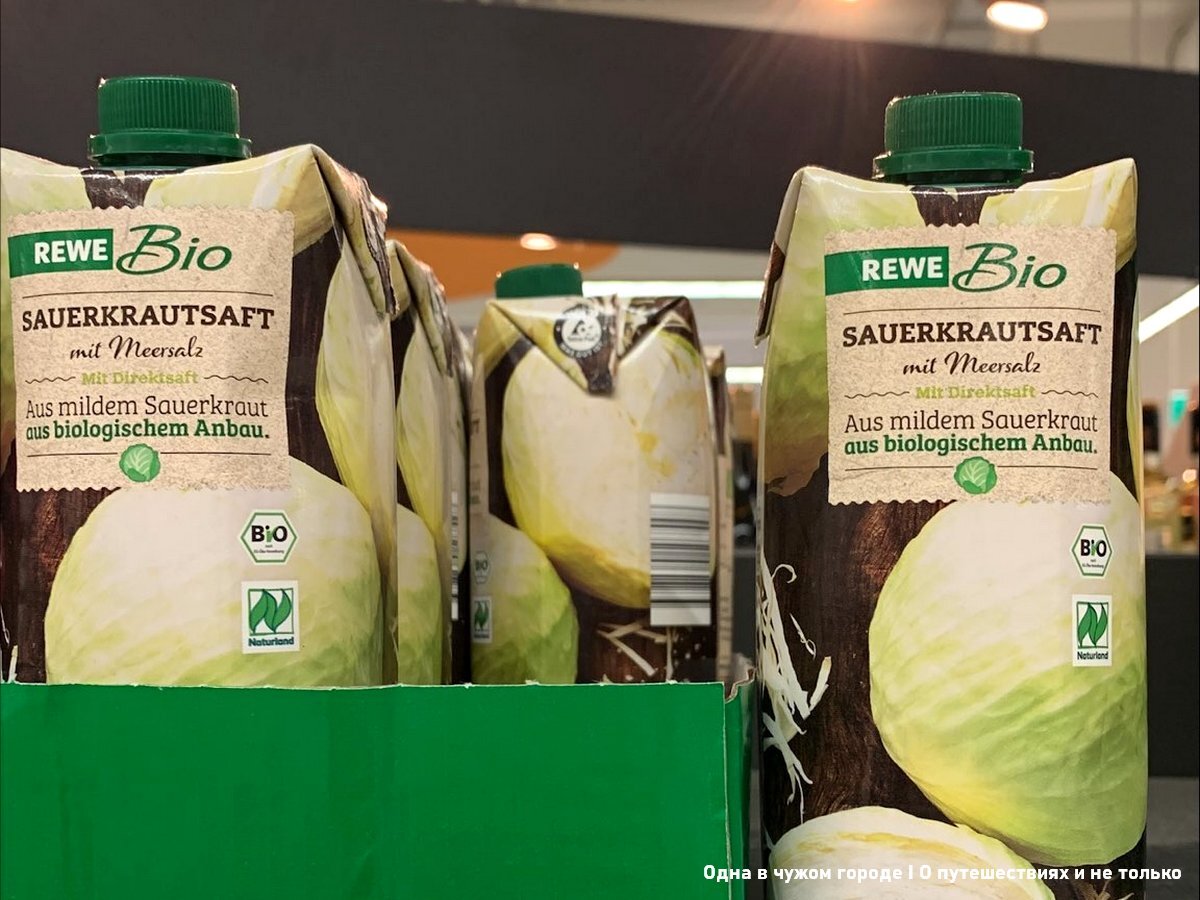 REWE Bio
SAUERKRAUTSAFT
mit Meersalz
Mit Direktsaft
Aus mildem Sauerkraut
aus biologischem Anbau.
BiO
Naturland
REWE Bio
SAUERKRAUTSAFT
mit Meersalz
Mit Direktsaft
Aus mildem Sauerkraut
aus biologischem Anbau.
BiO
Naturland
Одна в чужом городе | О путешествиях и не только